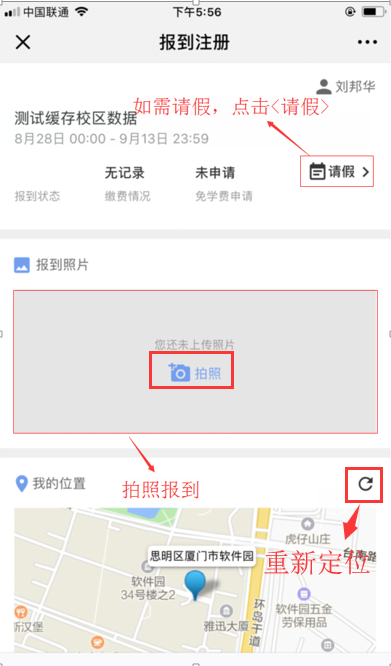 中国联通 下午5:56
报到注册
刘邦华
如需请假，点击<请假>
测试缓存校区数据
8月28日 00:00 - 9月13日 23:59
无记录 未申请 请假
报到状态 缴费情况 免学费申请
报到照片
您还未上传照片
拍照
拍照报到
我的位置
重新定位
虎仔山庄
台南路
思明区厦门市软件园
软件园
34号楼之2
环岛干道
软件园五金
劳保用品
新汉堡
雅迅大厦